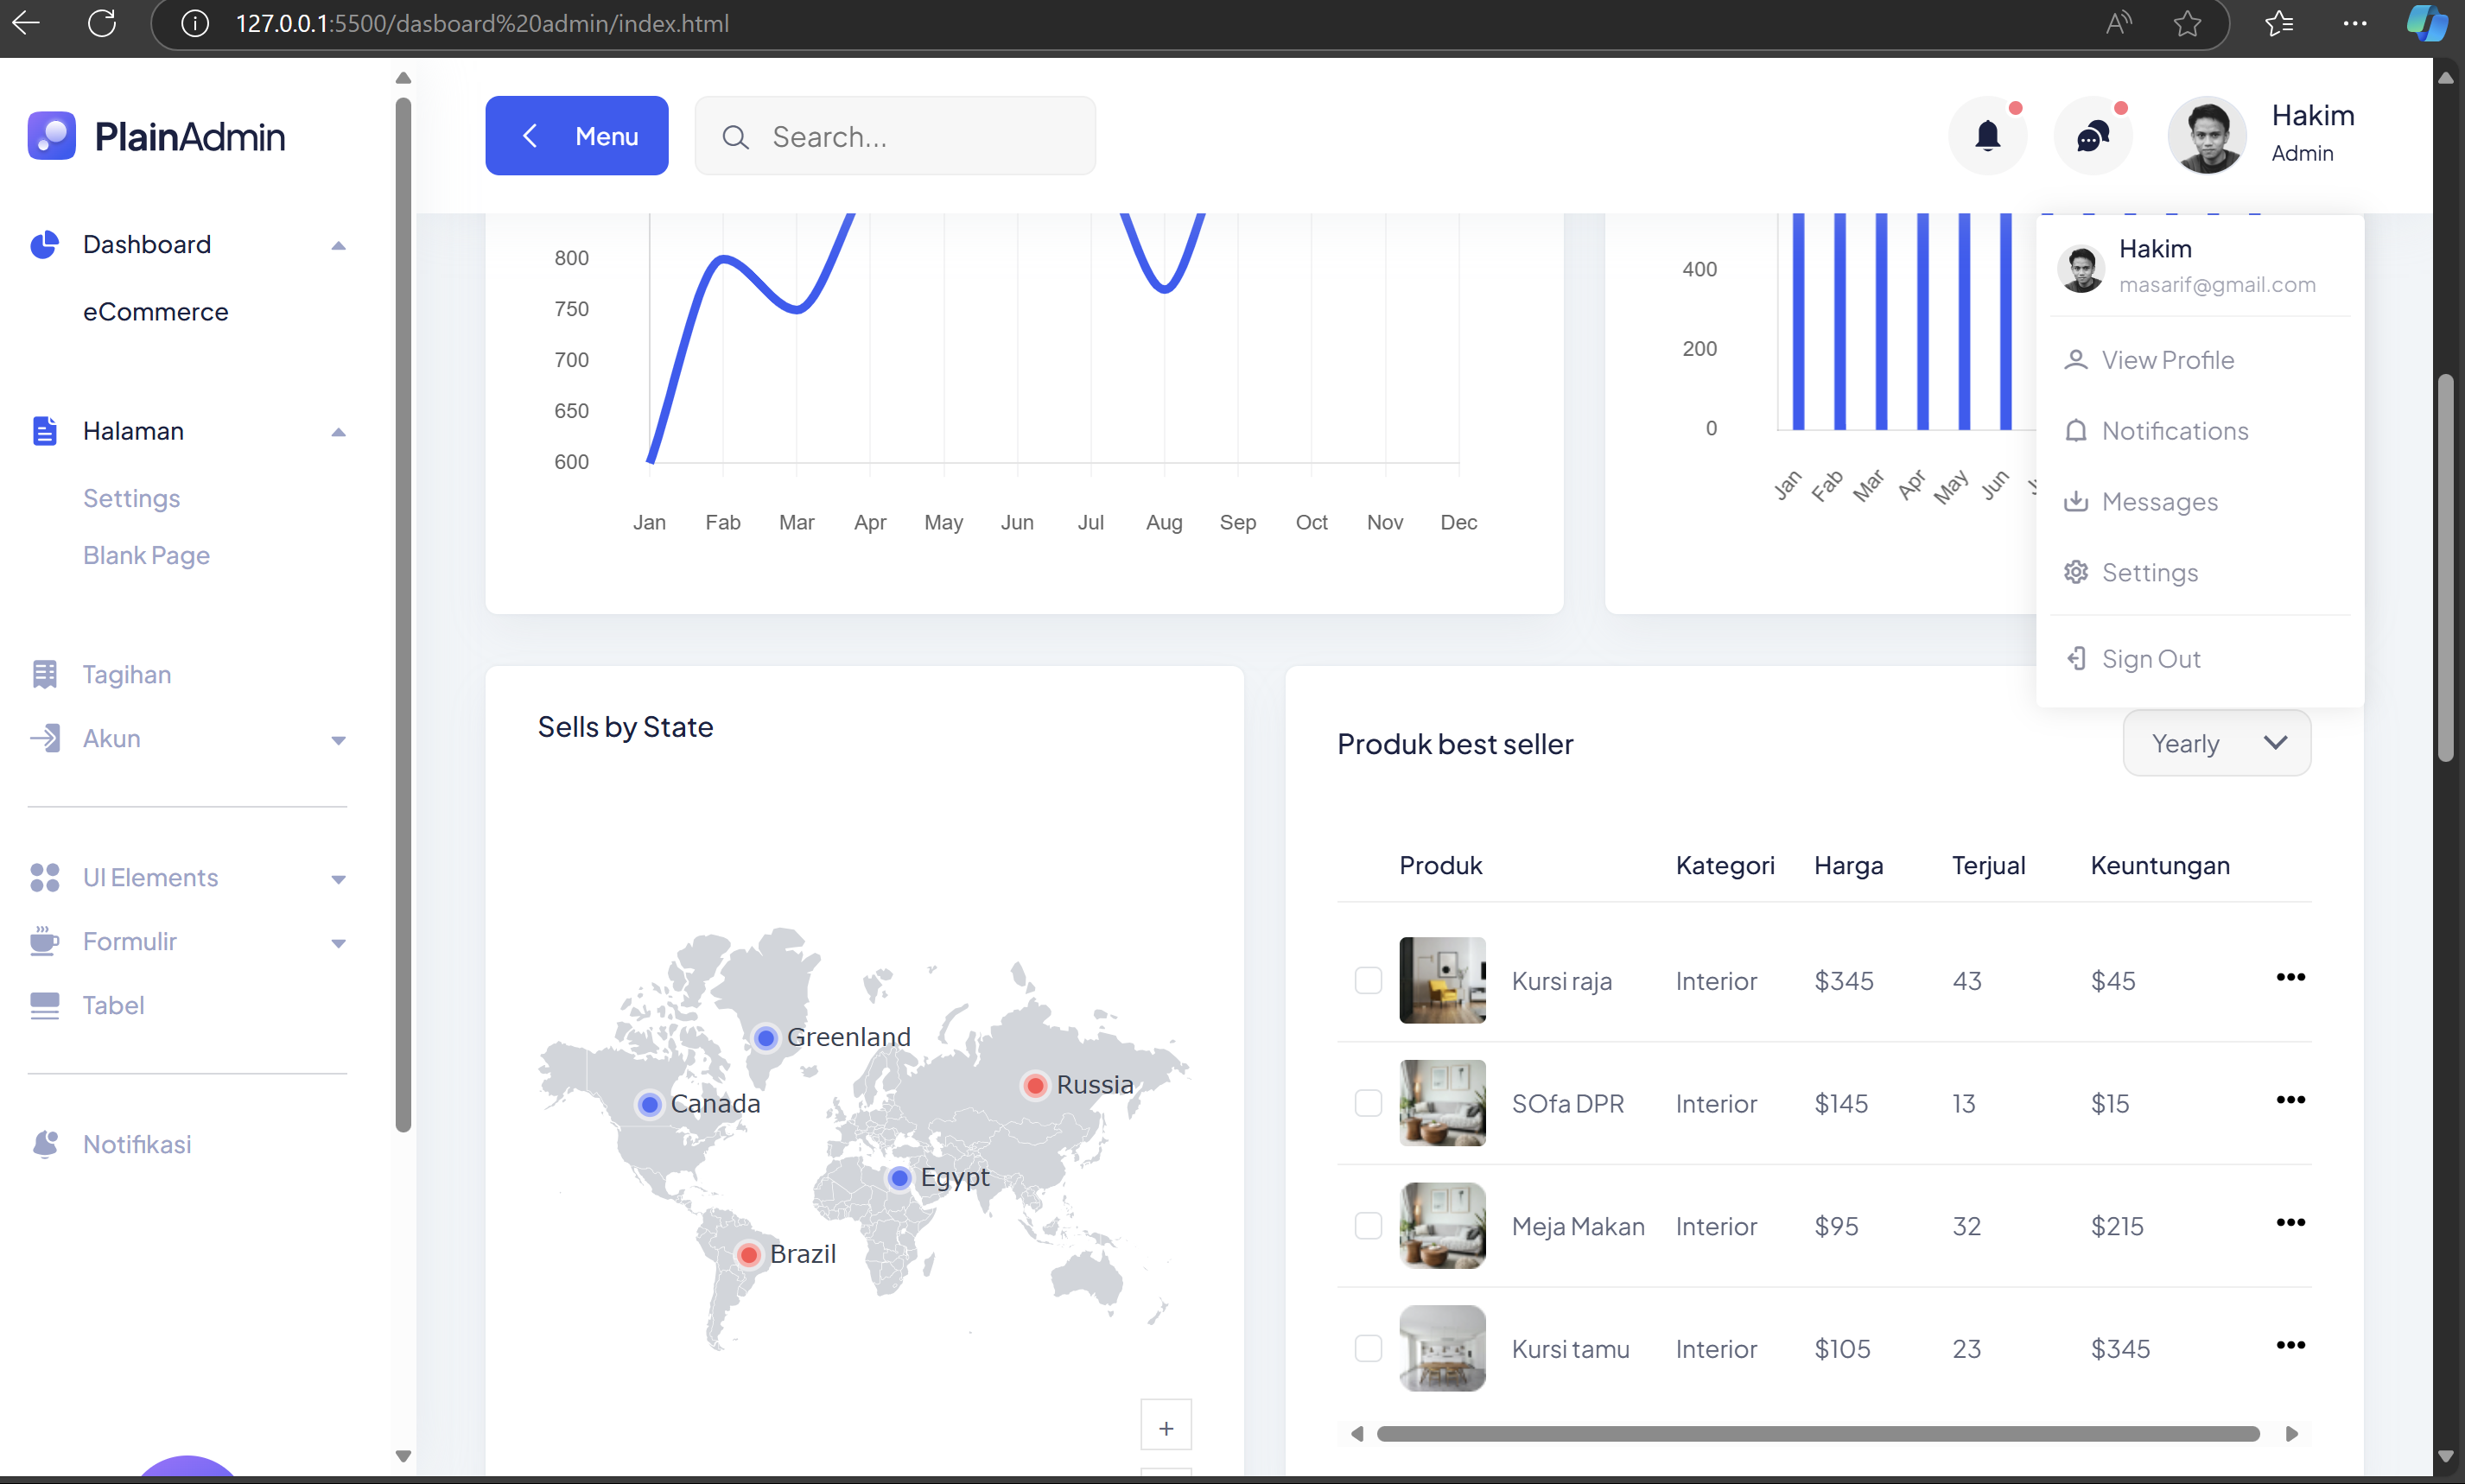 127.0.0.1:5500/dasboard%20admin/index.html
PlainAdmin
Dashboard
eCommerce
Halaman
Settings
Blank Page
Tagihan
Akun
UI Elements
Formulir
Tabel
Notifikasi
Menu
Search...
Hakim
Admin
800
750
700
650
600
Jan Fab Mar Apr May Jun Jul Aug Sep Oct Nov Dec
400
200
0
Jan Fab Mar Apr May Jun
Hakim
masarif@gmail.com
View Profile
Notifications
Messages
Settings
Sign Out
Sells by State
Greenland
Russia
Canada
Egypt
Brazil
+
Produk best seller
Yearly
Produk Kategori Harga Terjual Keuntungan
Kursi raja Interior $345 43 $45
SOfa DPR Interior $145 13 $15
Meja Makan Interior $95 32 $215
Kursi tamu Interior $105 23 $345